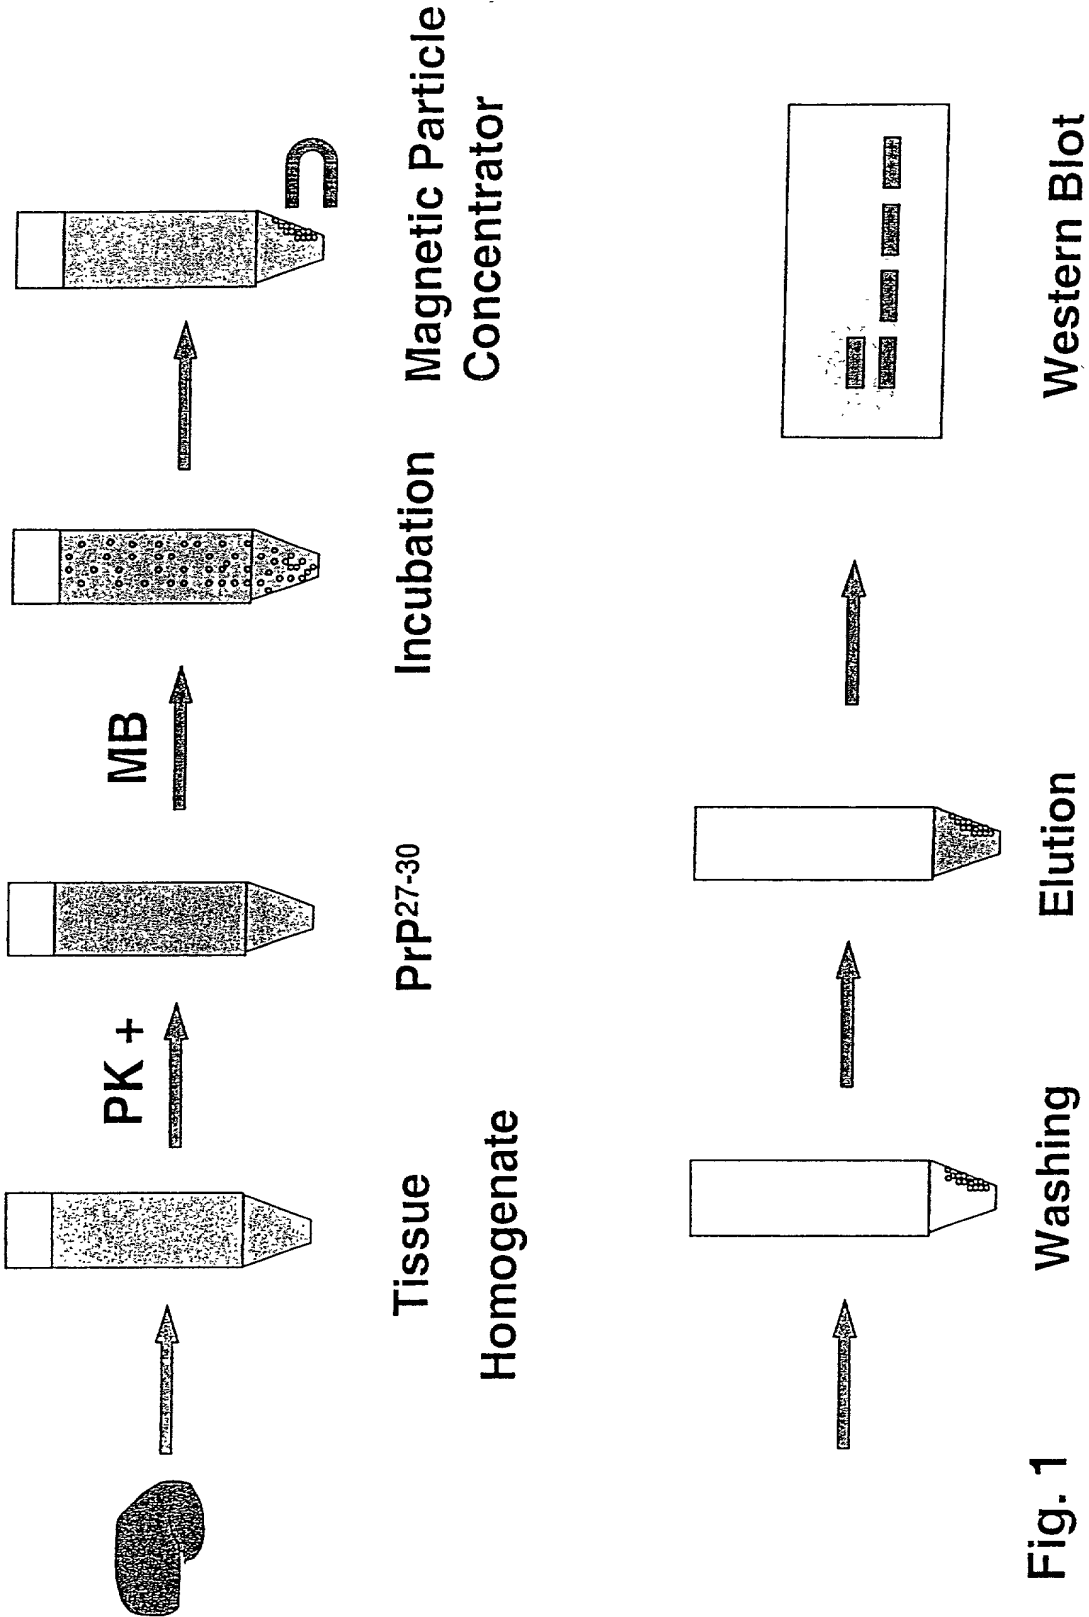 PK +
MB
Tissue
Homogenate
PrP27-30
Incubation
Magnetic Particle
Concentrator
Washing
Elution
Western Blot
Fig. 1